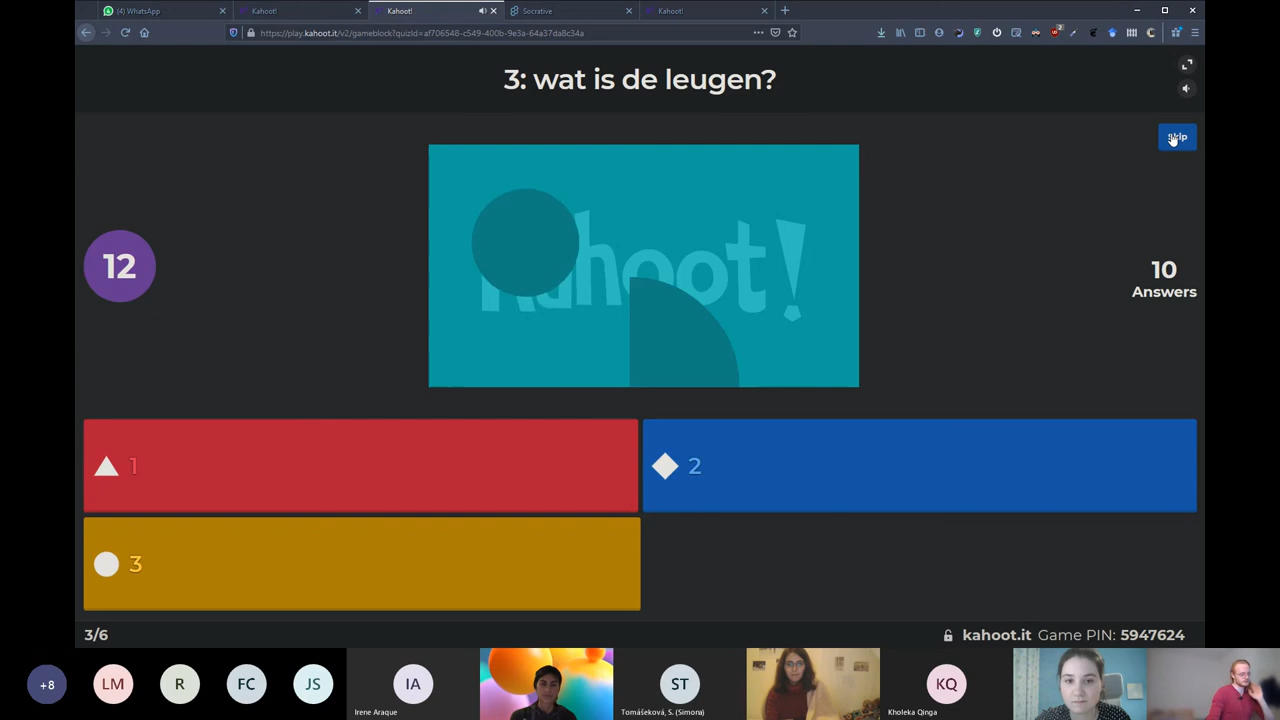 (4) WhatsApp
Kahoot!
Kahoot!
Socrative
Kahoot!
https://play.kahoot.it/v2/gameblock?quizId=af706548-c549-400b-9e3a-64a37da8c34a
3: wat is de leugen?
Skip
Kahoot!
12
10
Answers
1
2
3
3/6
kahoot.it Game PIN: 5947624
+8
LM
R
FC
JS
IA
Irene Araque
ST
Tomášeková, S. (Simona)
KQ
Kholeka Qinga